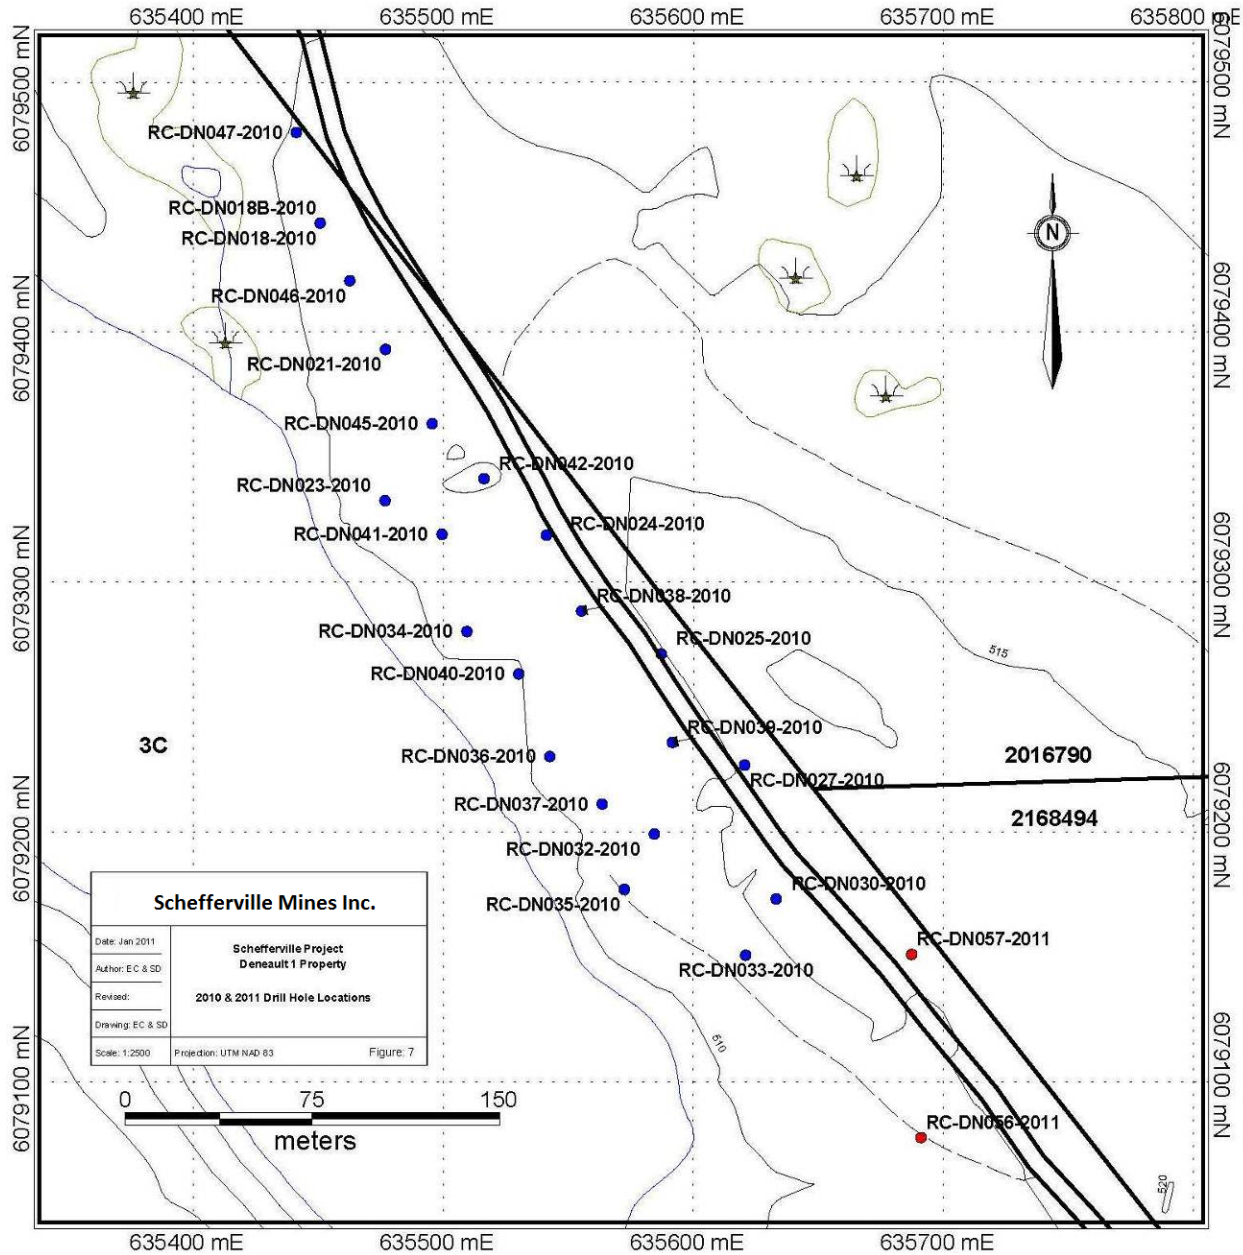 635400 mE 635500 mE 635600 mE 635700 mE 635800 mE
6079500 mN 6079500 mN
RC-DN047-2010
RC-DN018B-2010
RC-DN018-2010
N
RC-DN046-2010
6079400 mN 6079400 mN
RC-DN021-2010
RC-DN045-2010
RC-DN042-2010
RC-DN023-2010
RC-DN024-2010
RC-DN041-2010
6079300 mN 6079300 mN
RC-DN038-2010
RC-DN034-2010
RC-DN025-2010
515
RC-DN040-2010
RC-DN039-2010
3C
RC-DN036-2010
2016790
RC-DN027-2010
RC-DN037-2010
2168494
6079200 mN 6079200 mN
RC-DN032-2010
RC-DN030-2010
RC-DN035-2010
RC-DN057-2011
RC-DN033-2010
Schefferville Mines Inc.
Date: Jan 2011
Author: EC & SD
Revised:
Drawing: EC & SD
Schefferville Project
Deneault 1 Property
2010 & 2011 Drill Hole Locations
Scale: 1:2500 Projection: UTM NAD 83 Figure: 7
510
6079100 mN 6079100 mN
0 75 150
meters
RC-DN056-2011
520
635400 mE 635500 mE 635600 mE 635700 mE 635800 mE